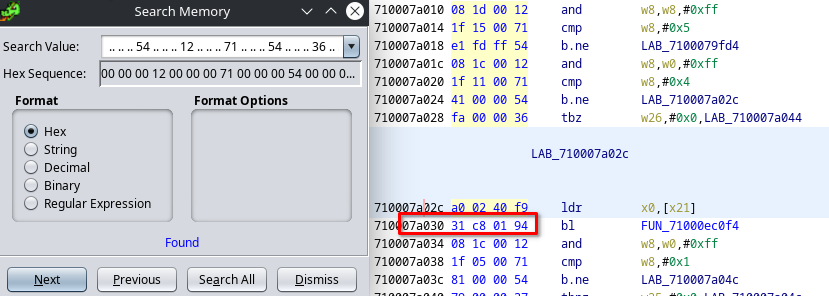 Search Memory
Search Value: .. .. .. 54 .. .. .. 12 .. .. .. 71 .. .. .. 54 .. .. .. 36 ..
Hex Sequence: 00 00 00 12 00 00 00 71 00 00 00 54 00 00 0...
Format
Format Options
Hex
String
Decimal
Binary
Regular Expression
Found
Next Previous Search All Dismiss
710007a010 08 1d 00 12 and w8,w8,#0xff
710007a014 1f 15 00 71 cmp w8,#0x5
710007a018 e1 fd ff 54 b.ne LAB_7100079fd4
710007a01c 08 1c 00 12 and w8,w0,#0xff
710007a020 1f 11 00 71 cmp w8,#0x4
710007a024 41 00 00 54 b.ne LAB_710007a02c
710007a028 fa 00 00 36 tbz w26,#0x0,LAB_710007a044
LAB_710007a02c
710007a02c a0 02 40 f9 ldr x0,[x21]
710007a030 31 c8 01 94 bl FUN_71000ec0f4
710007a034 08 1c 00 12 and w8,w0,#0xff
710007a038 1f 05 00 71 cmp w8,#0x1
710007a03c 81 00 00 54 b.ne LAB_710007a04c